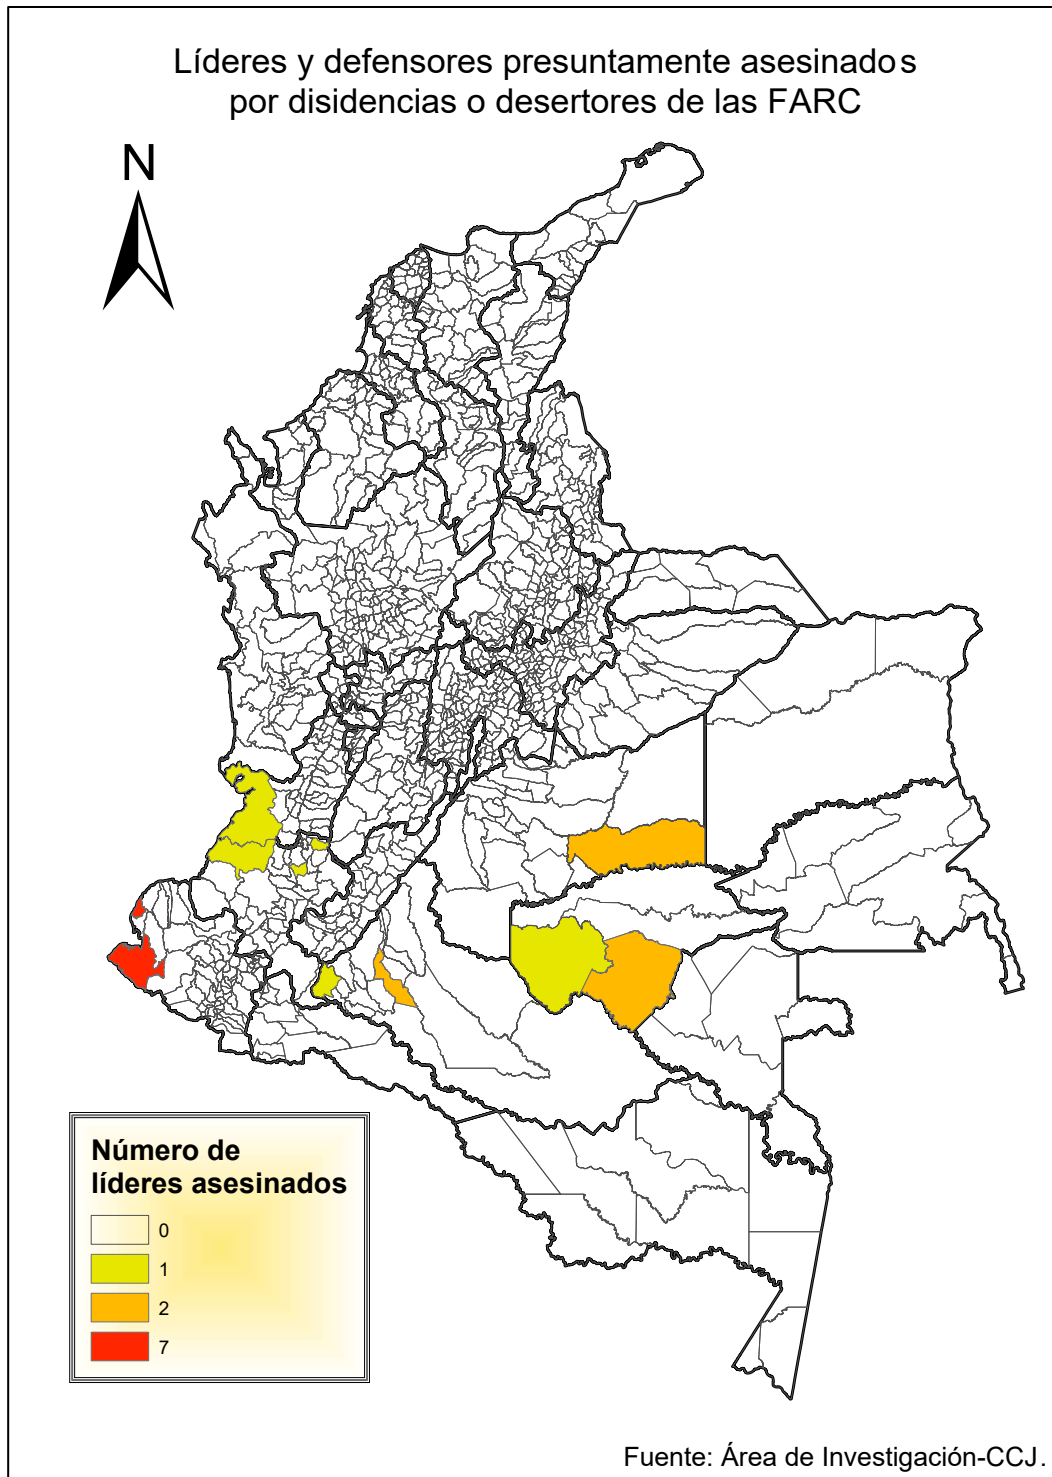 Líderes y defensores presuntamente asesinados
por disidencias o desertores de las FARC
N
Número de
líderes asesinados
0
1
2
7
Fuente: Área de Investigación-CCJ.